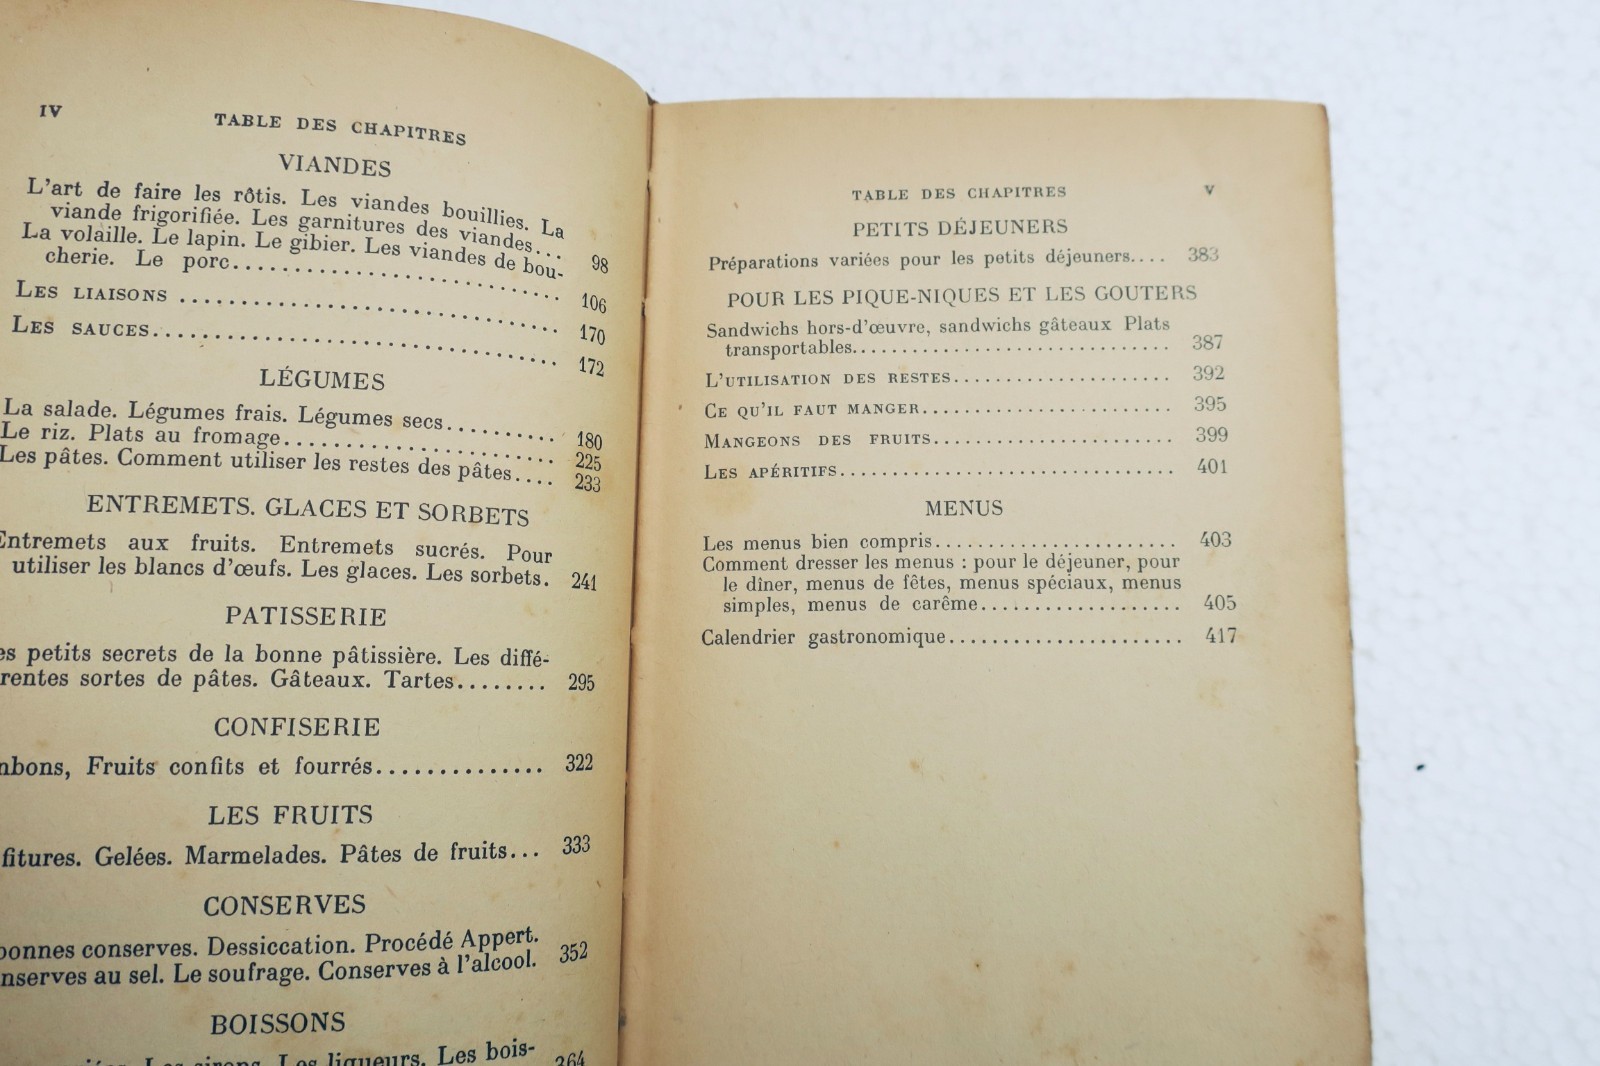 IV
TABLE DES CHAPITRES
VIANDES
L'art de faire les rôtis. Les viandes bouillies. La
viande frigorifiée. Les garnitures des viandes... 98
La volaille. Le lapin. Le gibier. Les viandes de bou-
cherie. Le porc.............................. 106
LES LIAISONS .............................. 170
LES SAUCES.............................. 172
LÉGUMES
La salade. Légumes frais. Légumes secs.......... 180
Le riz. Plats au fromage.................... 225
Les pâtes. Comment utiliser les restes des pâtes.... 233
ENTREMETS. GLACES ET SORBETS
Entremets aux fruits. Entremets sucrés. Pour
utiliser les blancs d'œufs. Les glaces. Les sorbets. 241
PATISSERIE
es petits secrets de la bonne pâtissière. Les diffé-
rentes sortes de pâtes. Gâteaux. Tartes........ 295
CONFISERIE
nbons, Fruits confits et fourrés.............. 322
LES FRUITS
fitures. Gelées. Marmelades. Pâtes de fruits... 333
CONSERVES
bonnes conserves. Dessiccation. Procédé Appert.
nserves au sel. Le soufrage. Conserves à l'alcool. 352
BOISSONS
Les sirops. Les liqueurs. Les bois-
364
TABLE DES CHAPITRES V
PETITS DÉJEUNERS
Préparations variées pour les petits déjeuners.... 383
POUR LES PIQUE-NIQUES ET LES GOUTERS
Sandwichs hors-d'œuvre, sandwichs gâteaux Plats
transportables.............................. 387
L'UTILISATION DES RESTES..................... 392
CE QU'IL FAUT MANGER........................ 395
MANGEONS DES FRUITS....................... 399
LES APÉRITIFS............................... 401
MENUS
Les menus bien compris....................... 403
Comment dresser les menus : pour le déjeuner, pour
le dîner, menus de fêtes, menus spéciaux, menus
simples, menus de carême................... 405
Calendrier gastronomique...................... 417